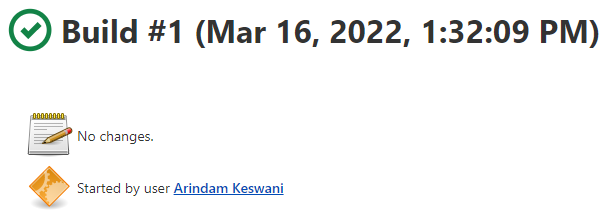 Build #1 (Mar 16, 2022, 1:32:09 PM)
No changes.
Started by user Arindam Keswani